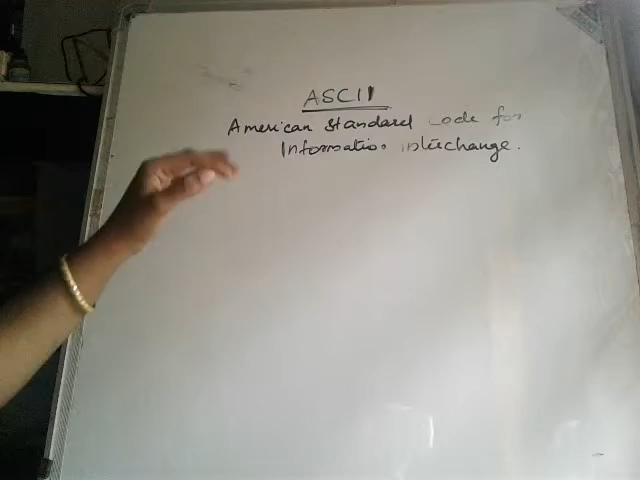 ASCII
American Standard code for
Information interchange.